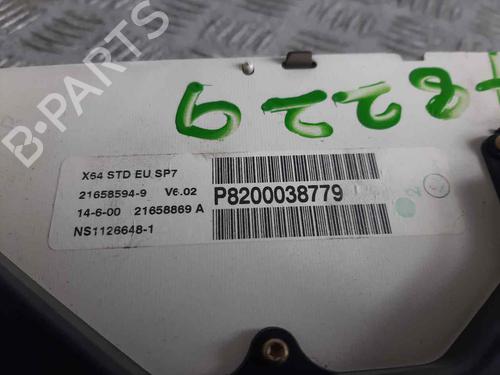 X64 STD EU SP7
21658594-9 V6.02
14-6-00 21658869 A
NS1126648-1
P8200038779
B-PARTS